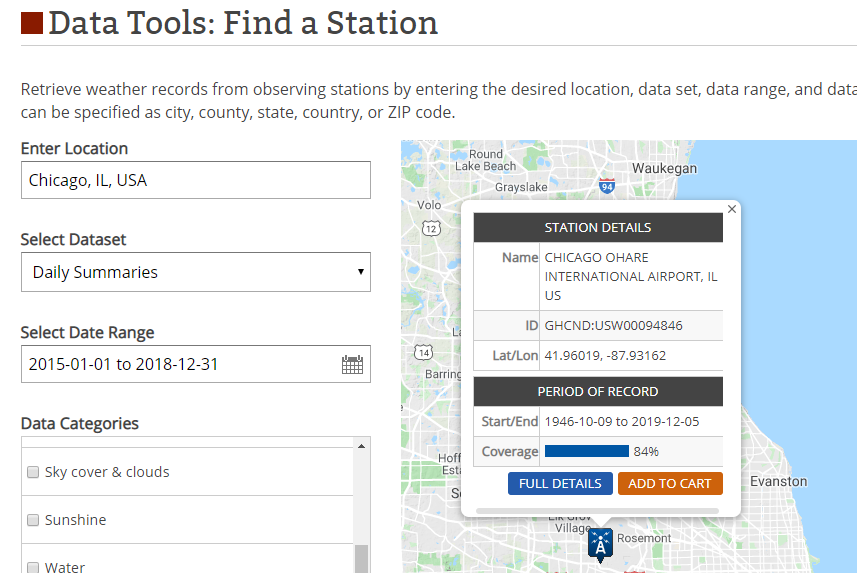 Data Tools: Find a Station
Retrieve weather records from observing stations by entering the desired location, data set, data range, and data
can be specified as city, county, state, country, or ZIP code.
Enter Location
Chicago, IL, USA
Select Dataset
Daily Summaries
Select Date Range
2015-01-01 to 2018-12-31
Data Categories
Sky cover & clouds
Sunshine
Water
Round
Lake Beach
Waukegan
94
Grayslake
Volo
12
14
Barring
Hoff
Esta
Evanston
Village
Rosemont
STATION DETAILS
Name CHICAGO OHARE
INTERNATIONAL AIRPORT, IL
US
ID GHCND:USW00094846
Lat/Lon 41.96019, -87.93162
PERIOD OF RECORD
Start/End 1946-10-09 to 2019-12-05
Coverage 84%
FULL DETAILS ADD TO CART